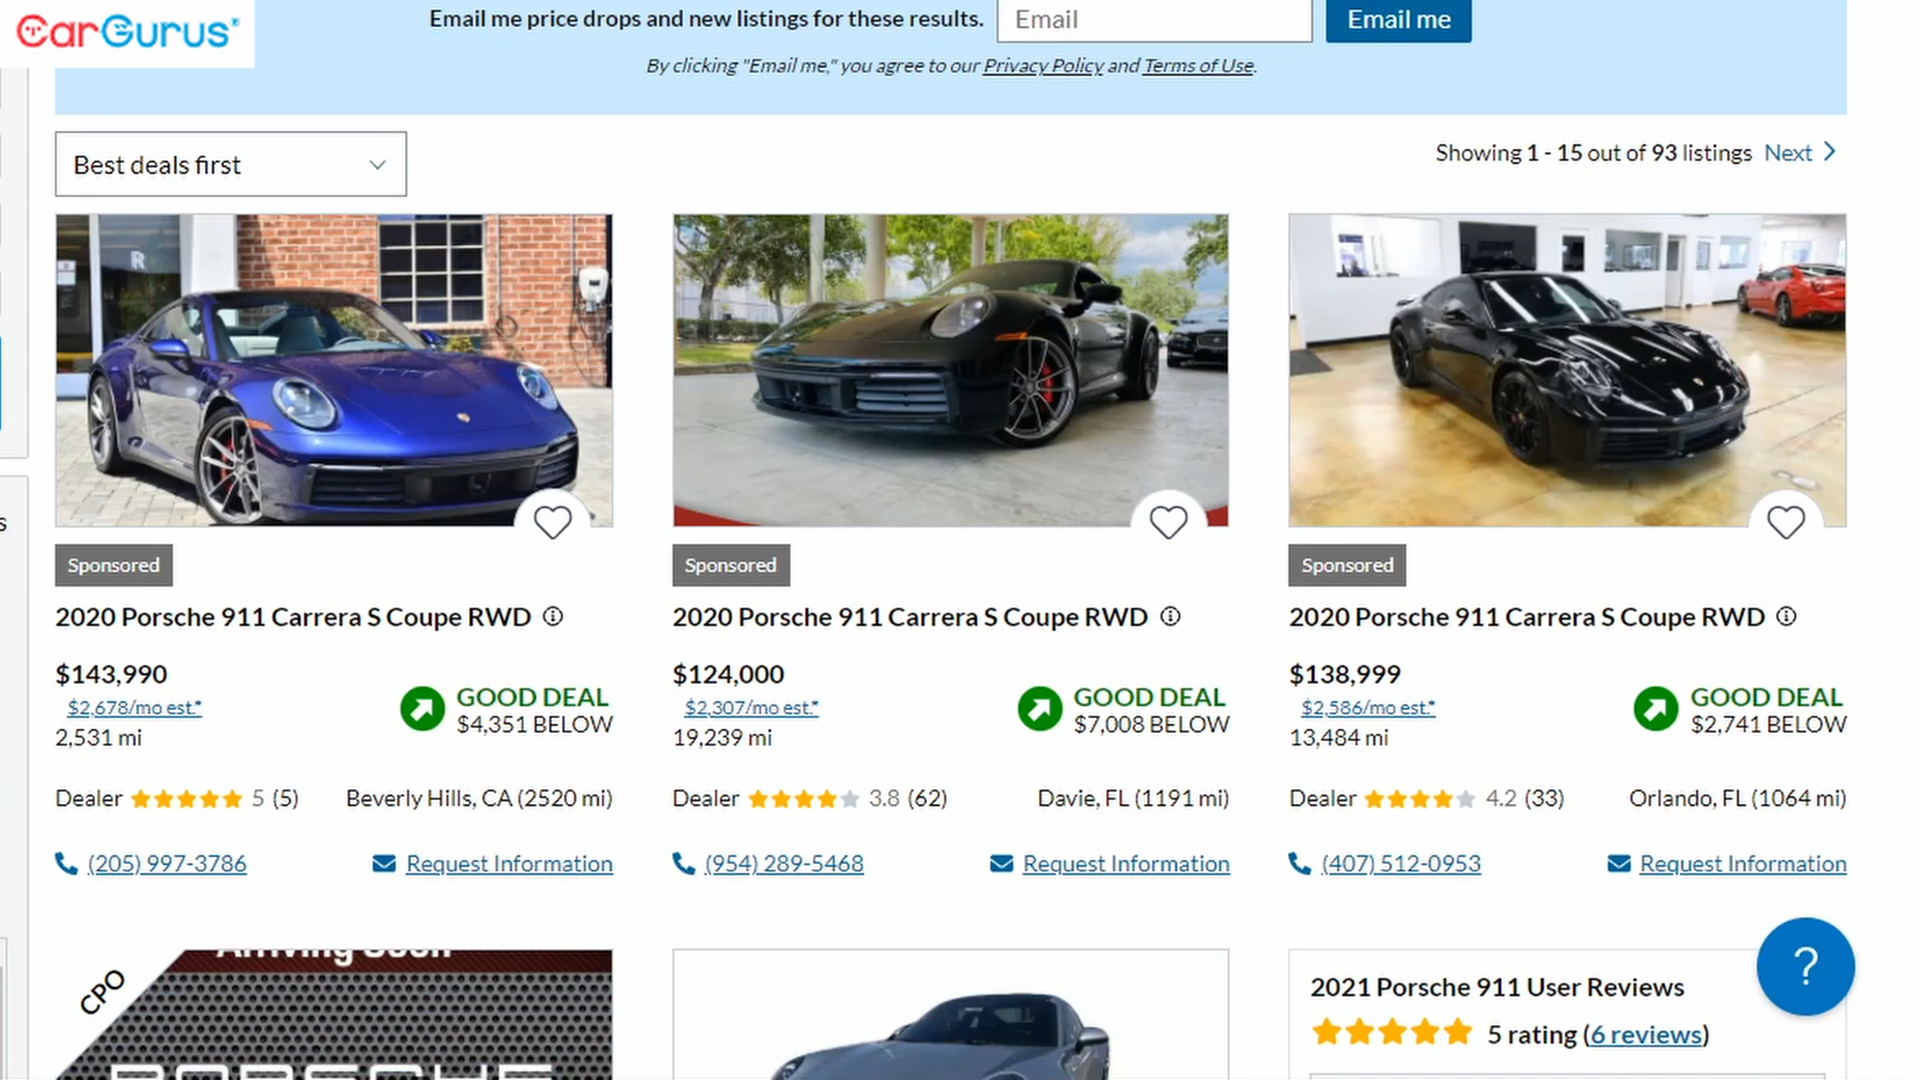 CarGurus
Email me price drops and new listings for these results.
Email
Email me
By clicking "Email me," you agree to our Privacy Policy and Terms of Use.
Best deals first
Showing 1 - 15 out of 93 listings Next
R
Sponsored
2020 Porsche 911 Carrera S Coupe RWD
$143,990
$2,678/mo est.*
2,531 mi
GOOD DEAL
$4,351 BELOW
Dealer 5 (5)
Beverly Hills, CA (2520 mi)
(205) 997-3786
Request Information
Sponsored
2020 Porsche 911 Carrera S Coupe RWD
$124,000
$2,307/mo est.*
19,239 mi
GOOD DEAL
$7,008 BELOW
Dealer 3.8 (62)
Davie, FL (1191 mi)
(954) 289-5468
Request Information
Sponsored
2020 Porsche 911 Carrera S Coupe RWD
$138,999
$2,586/mo est.*
13,484 mi
GOOD DEAL
$2,741 BELOW
Dealer 4.2 (33)
Orlando, FL (1064 mi)
(407) 512-0953
Request Information
Arriving Soon
CPO
PORSCHE
2021 Porsche 911 User Reviews
5 rating (6 reviews)
?
s